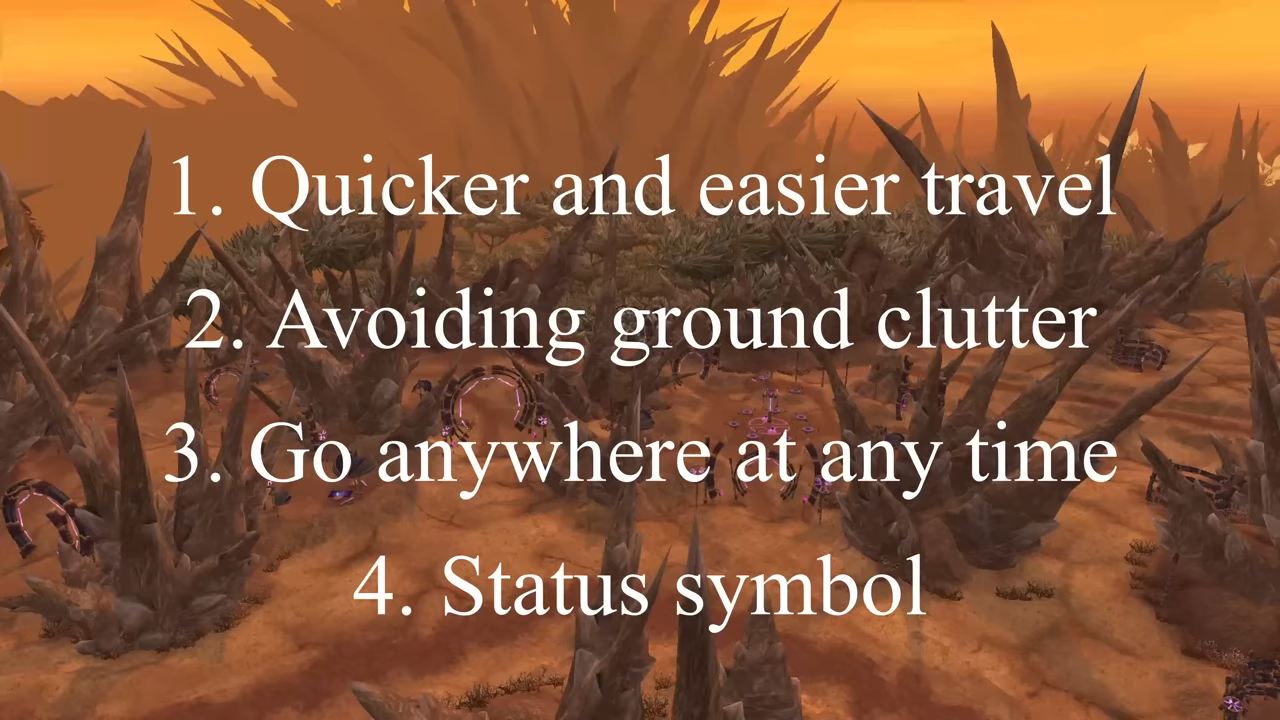 1. Quicker and easier travel
2. Avoiding ground clutter
3. Go anywhere at any time
4. Status symbol